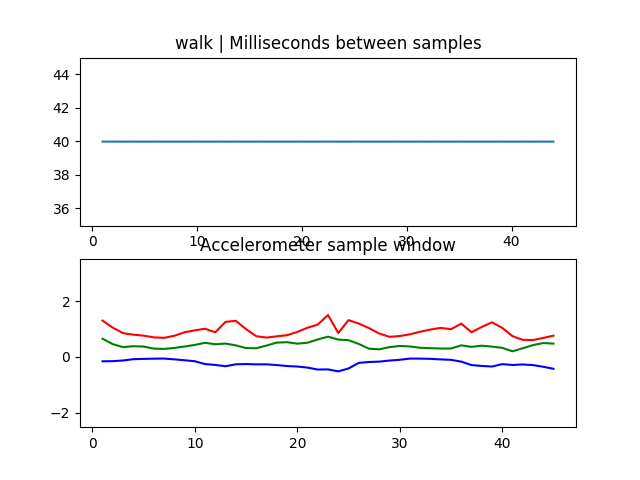 walk | Milliseconds between samples
44
42
40
38
36
0 10 20 30 40
Accelerometer sample window
2
0
−2
0 10 20 30 40